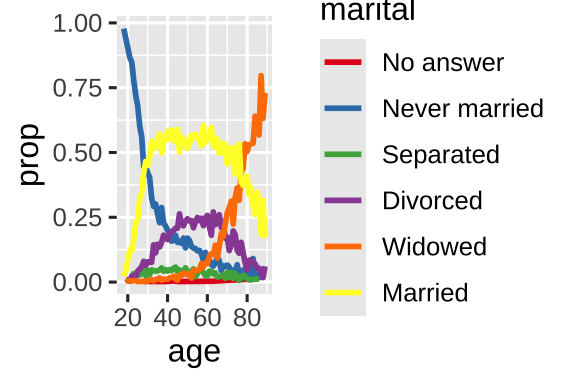 marital
1.00
0.75
0.50
0.25
0.00
prop
20 40 60 80
age
No answer
Never married
Separated
Divorced
Widowed
Married